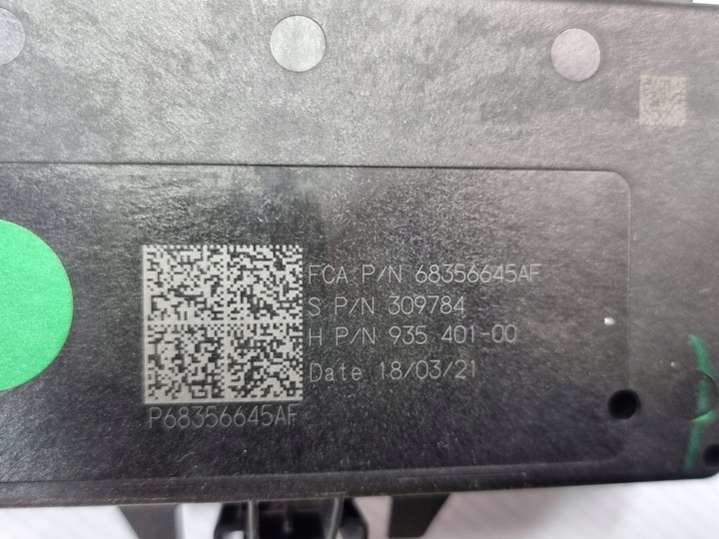 FCA P/N 68356645AF
S P/N 309784
H P/N 935 401-00
Date 18/03/21
P68356645AF